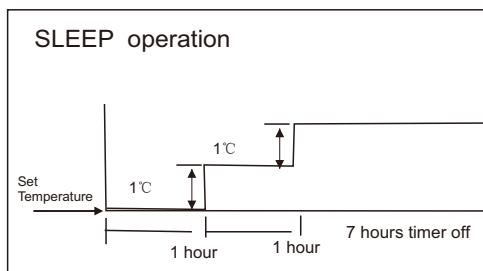 SLEEP operation
1℃
Set
Temperature
1℃
1 hour
1 hour
7 hours timer off